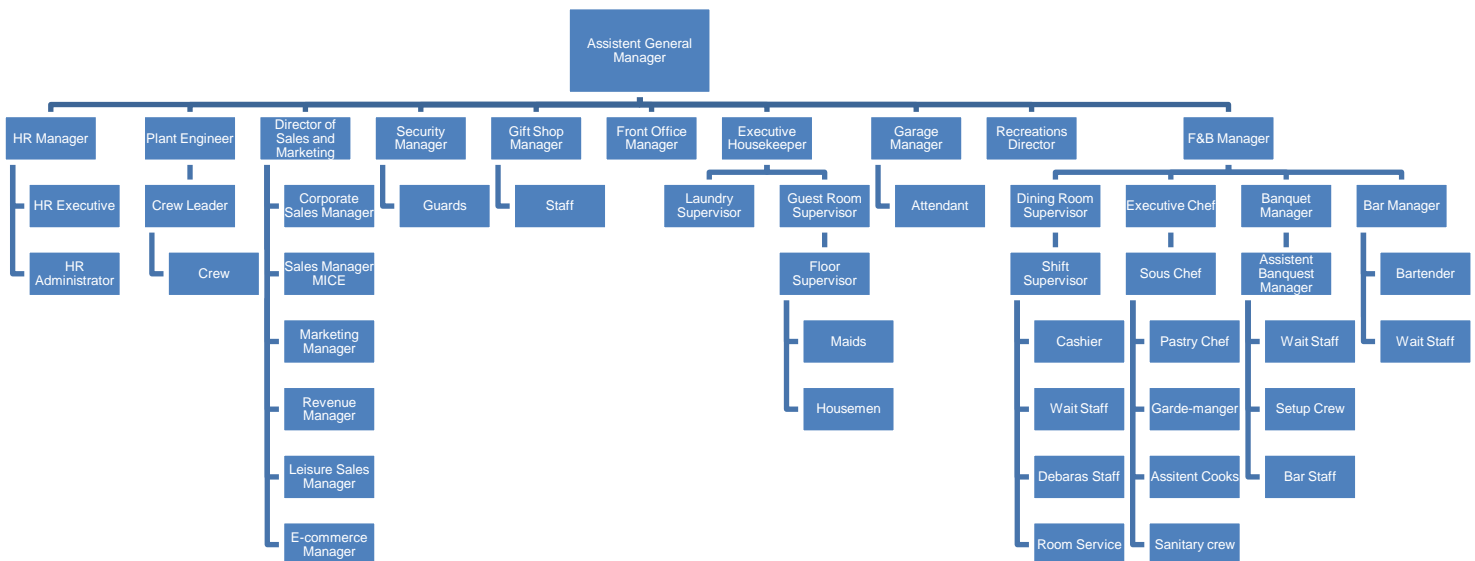 Assistent General
Manager
HR Manager
Plant Engineer
Director of
Sales and
Marketing
Security
Manager
Gift Shop
Manager
Front Office
Manager
Executive
Housekeeper
Garage
Manager
Recreations
Director
F&B Manager
HR Executive
Crew Leader
Corporate
Sales Manager
Guards
Staff
Laundry
Supervisor
Guest Room
Supervisor
Attendant
Dining Room
Supervisor
Executive Chef
Banquet
Manager
Bar Manager
HR
Administrator
Crew
Sales Manager
MICE
Floor
Supervisor
Shift
Supervisor
Sous Chef
Assistent
Banquest
Manager
Bartender
Marketing
Manager
Maids
Cashier
Pastry Chef
Wait Staff
Wait Staff
Revenue
Manager
Housemen
Wait Staff
Garde-manger
Setup Crew
Leisure Sales
Manager
Debaras Staff
Assitent Cooks
Bar Staff
E-commerce
Manager
Room Service
Sanitary crew